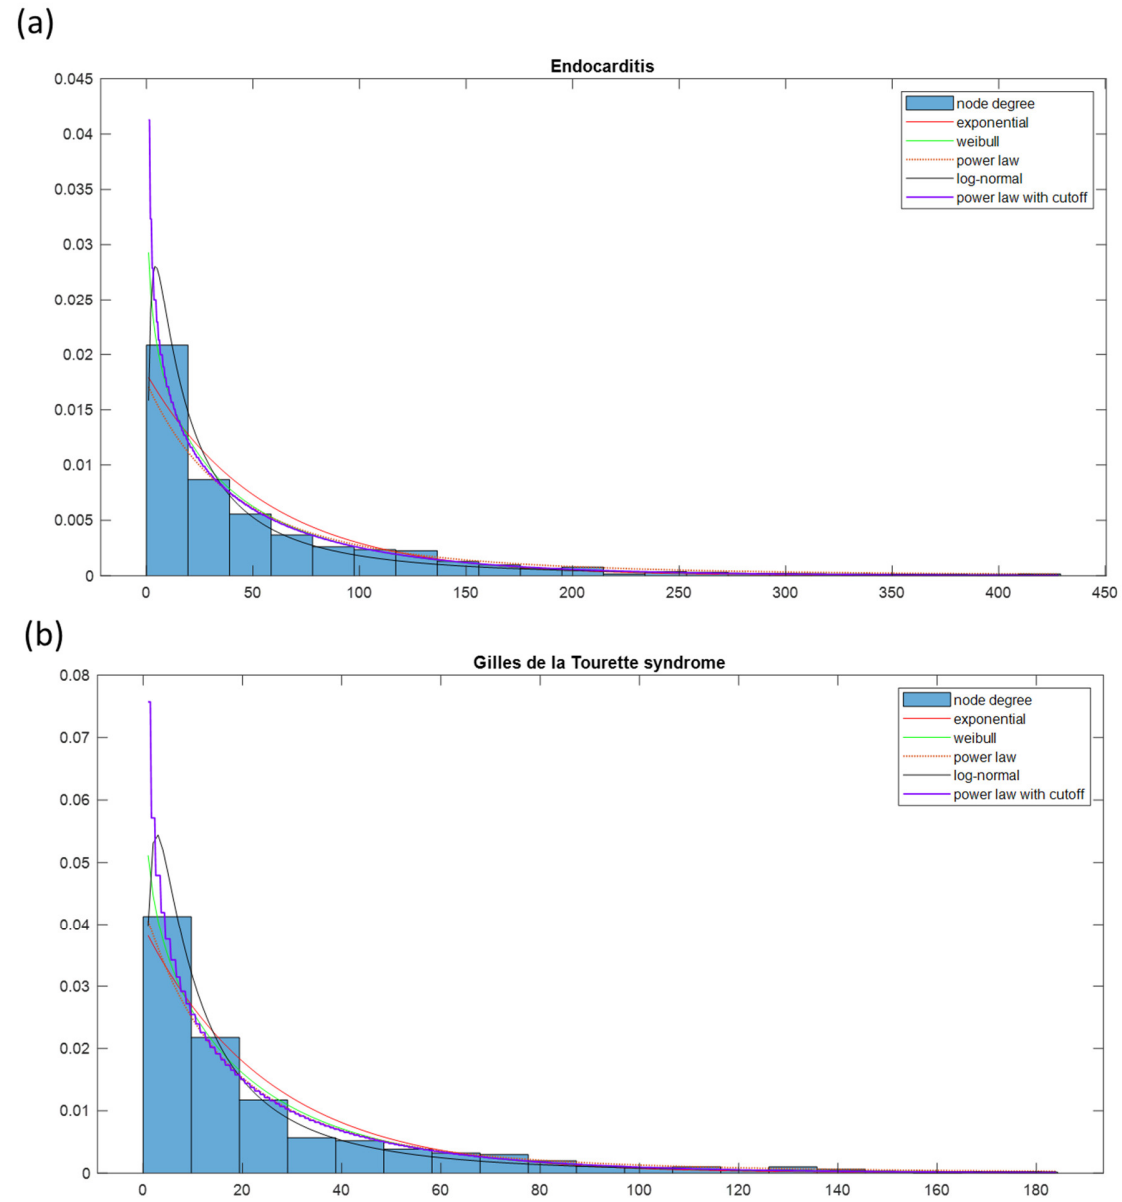 (a)
Endocarditis
0.045
0.04
0.035
0.03
0.025
0.02
0.015
0.01
0.005
0
node degree
exponential
weibull
power law
log-normal
power law with cutoff
0 50 100 150 200 250 300 350 400 450
(b)
Gilles de la Tourette syndrome
0.08
0.07
0.06
0.05
0.04
0.03
0.02
0.01
0
node degree
exponential
weibull
power law
log-normal
power law with cutoff
0 20 40 60 80 100 120 140 160 180